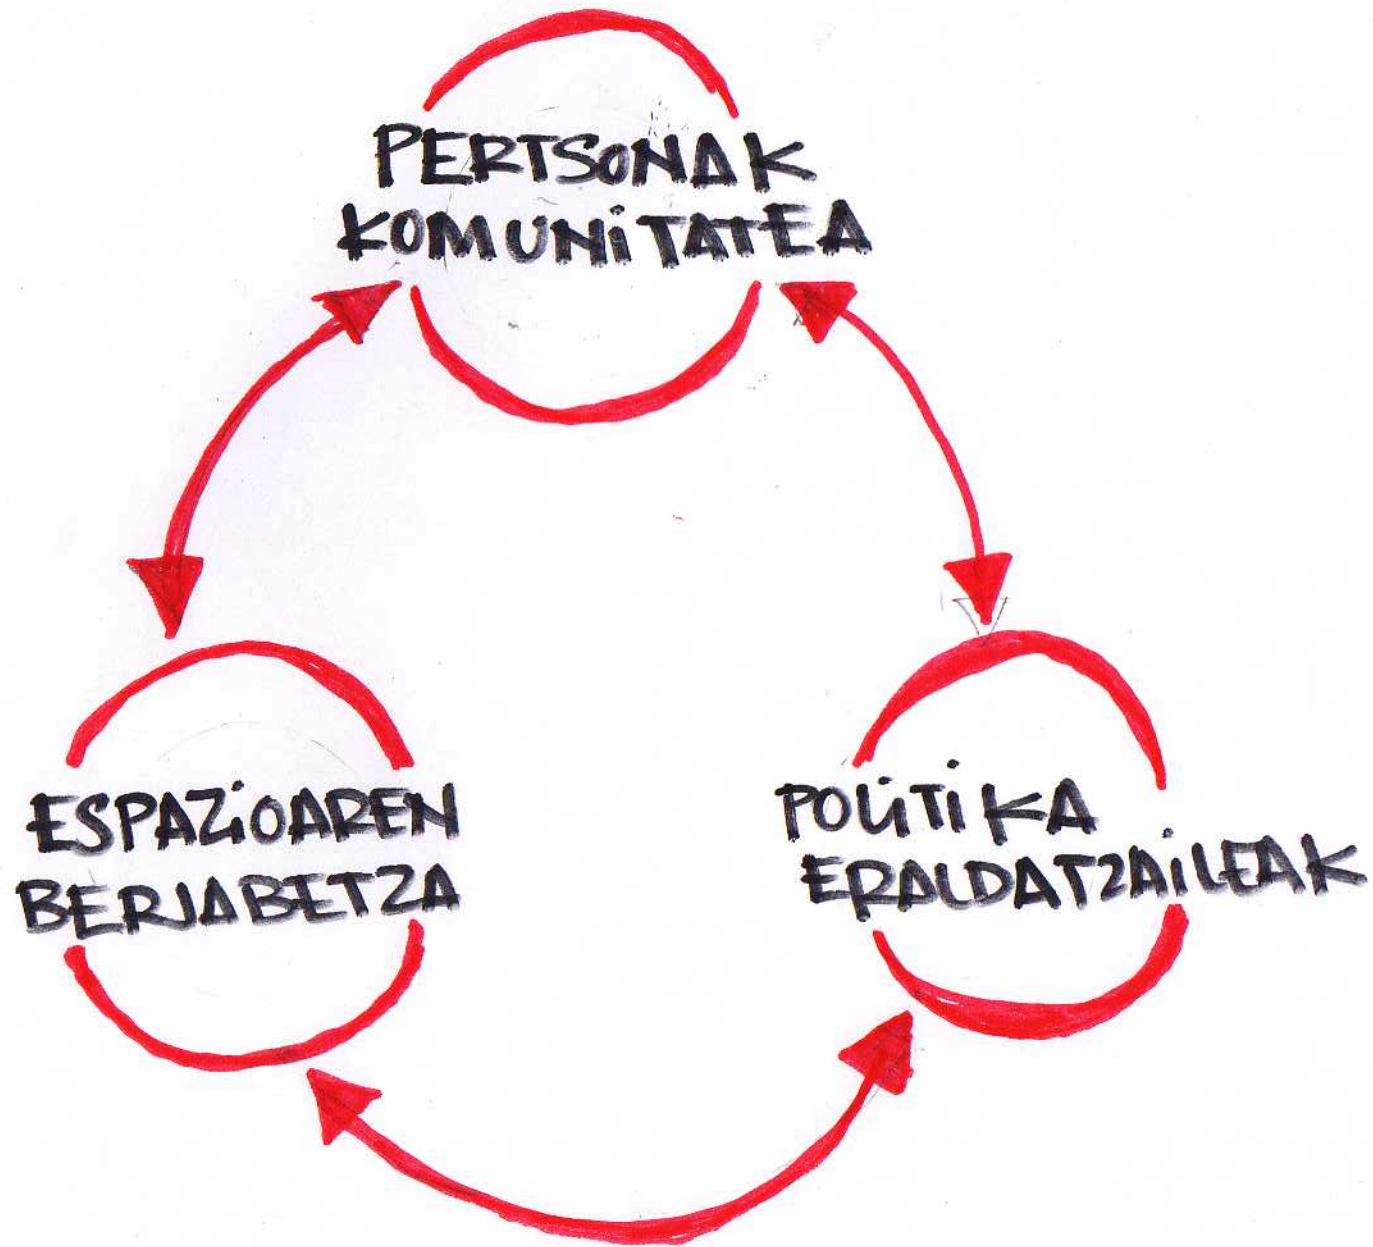 PERTSONAK
KOMUNITATEA
ESPAZIOAREN
BERJABETZA
POLITIKA
ERALDATZAILEAK